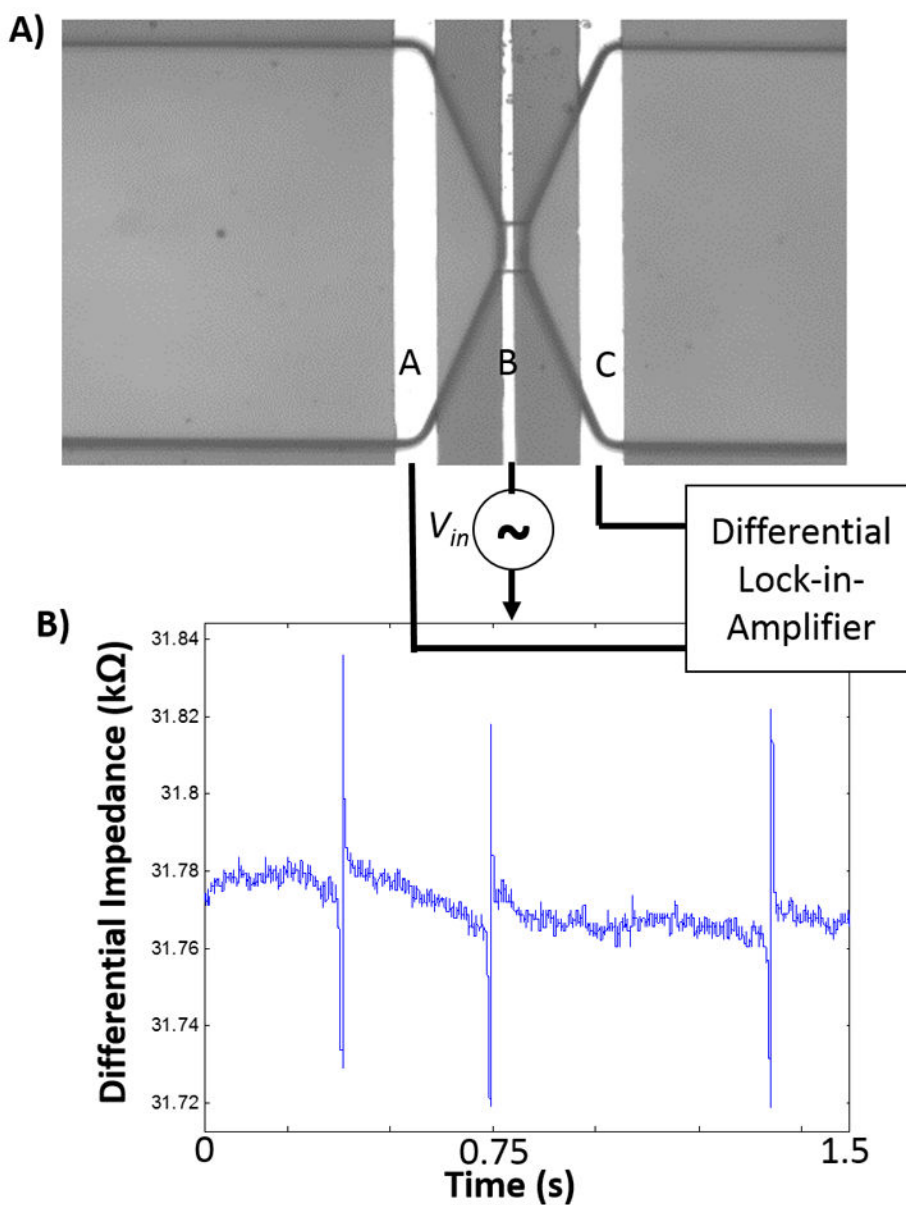 A)
A
B
C
Vin
~
Differential
Lock-in-
Amplifier
B)
Differential Impedance (kΩ)
31.84
31.82
31.8
31.78
31.76
31.74
31.72
0
0.75
1.5
Time (s)